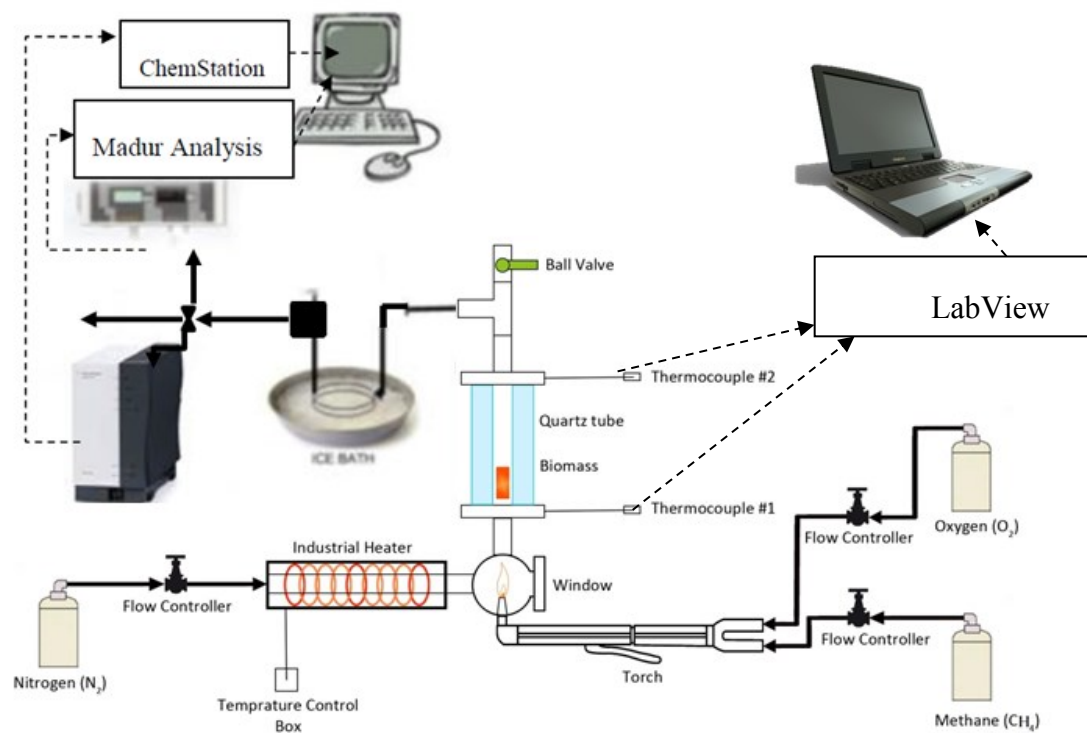 ChemStation
Madur Analysis
LabView
Ball Valve
Thermocouple #2
Quartz tube
Biomass
Thermocouple #1
ICE BATH
Oxygen (O₂)
Flow Controller
Industrial Heater
Window
Flow Controller
Flow Controller
Torch
Nitrogen (N₂)
Temprature Control
Box
Methane (CH₄)